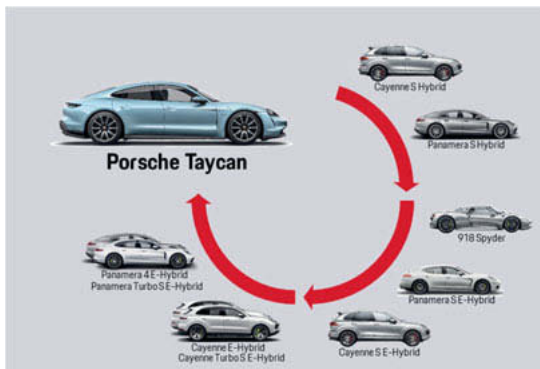 Cayenne S Hybrid
Panamera S Hybrid
Porsche Taycan
918 Spyder
Panamera 4 E-Hybrid
Panamera Turbo S E-Hybrid
Panamera S E-Hybrid
Cayenne E-Hybrid
Cayenne Turbo S E-Hybrid
Cayenne S E-Hybrid